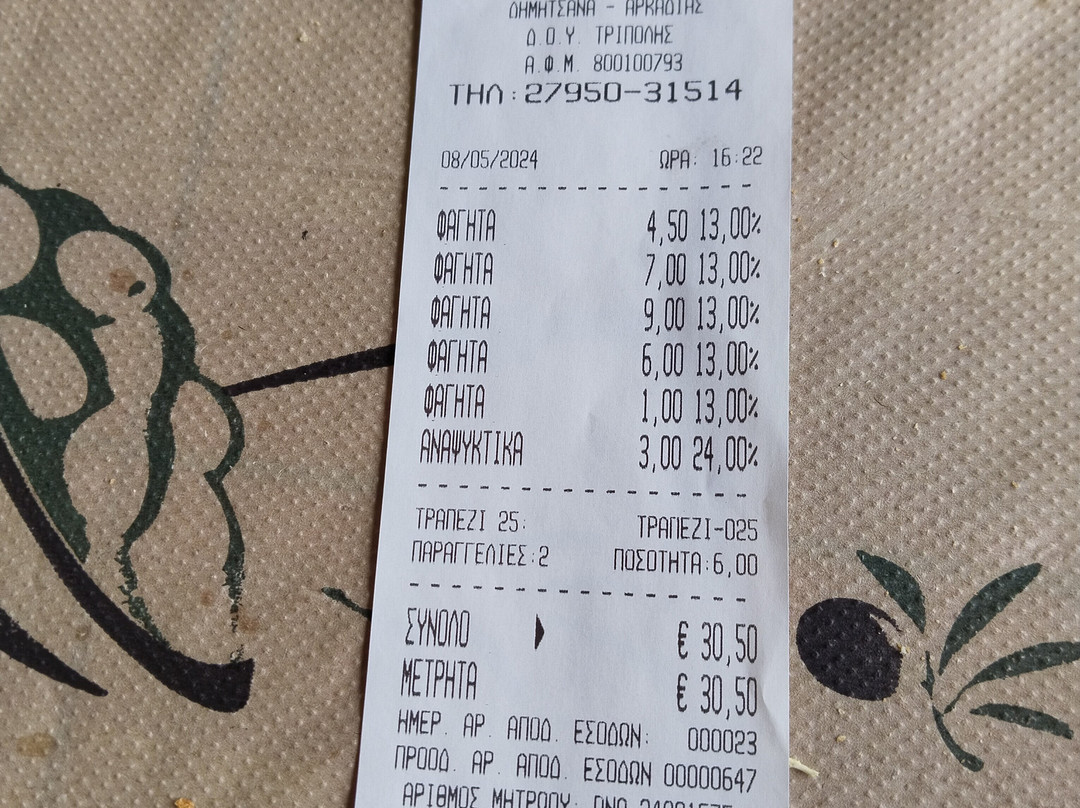 ΔΗΜΗΤΣΑΝΑ - ΑΡΚΑΔΙΑΣ
Δ.Ο.Υ. ΤΡΙΠΟΛΗΣ
Α.Φ.Μ. 800100793
ΤΗΛ:27950-31514
08/05/2024 ΩΡΑ: 16:22
ΦΑΓΗΤΑ 4,50 13,00%
ΦΑΓΗΤΑ 7,00 13,00%
ΦΑΓΗΤΑ 9,00 13,00%
ΦΑΓΗΤΑ 6,00 13,00%
ΦΑΓΗΤΑ 1,00 13,00%
ΑΝΑΨΥΚΤΙΚΑ 3,00 24,00%
ΤΡΑΠΕΖΙ 25: ΤΡΑΠΕΖΙ-025
ΠΑΡΑΓΓΕΛΙΕΣ:2 ΠΟΣΟΤΗΤΑ:6,00
ΣΥΝΟΛΟ € 30,50
ΜΕΤΡΗΤΑ € 30,50
ΗΜΕΡ. ΑΡ. ΑΠΟΔ. ΕΣΟΔΩΝ: 000023
ΠΡΟΟΔ. ΑΡ. ΑΠΟΔ. ΕΣΟΔΩΝ 00000647
ΑΡΙΘΜΟΣ ΜΗΤΡΩΟΥ: